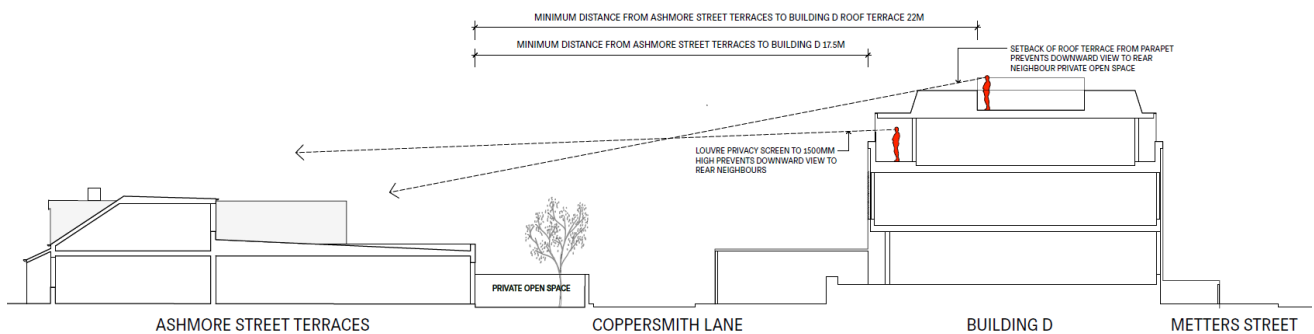 MINIMUM DISTANCE FROM ASHMORE STREET TERRACES TO BUILDING D ROOF TERRACE 22M
MINIMUM DISTANCE FROM ASHMORE STREET TERRACES TO BUILDING D 17.5M
SETBACK OF ROOF TERRACE FROM PARAPET
PREVENTS DOWNWARD VIEW TO REAR
NEIGHBOUR PRIVATE OPEN SPACE
LOUVRE PRIVACY SCREEN TO 1500MM
HIGH PREVENTS DOWNWARD VIEW TO
REAR NEIGHBOURS
PRIVATE OPEN SPACE
ASHMORE STREET TERRACES
COPPERSMITH LANE
BUILDING D
METTERS STREET